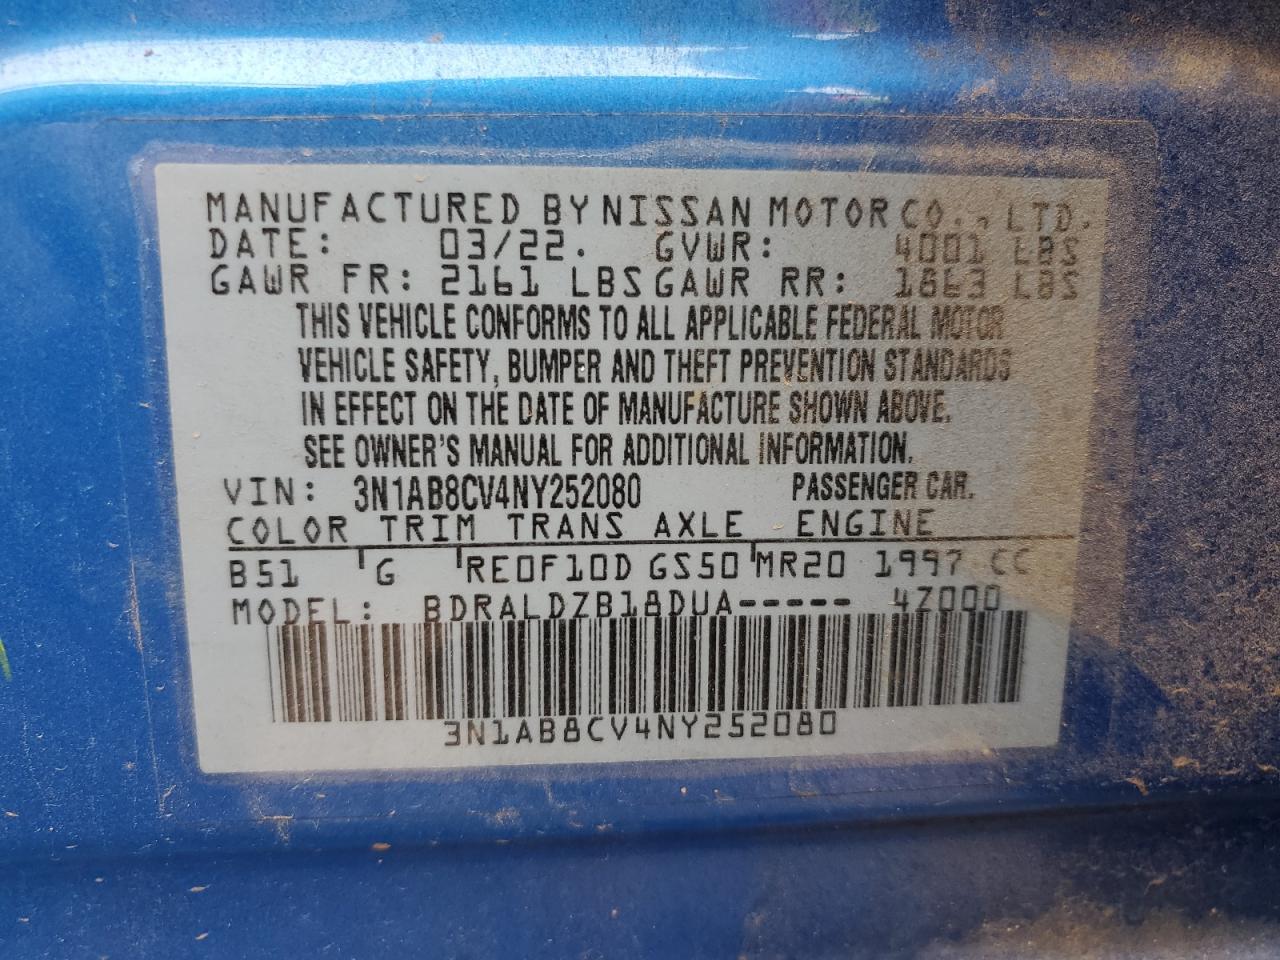 MANUFACTURED BY NISSAN MOTOR CO., LTD.
DATE: 03/22. GVWR: 4001 LBS
GAWR FR: 2161 LBS GAWR RR: 1863 LBS
THIS VEHICLE CONFORMS TO ALL APPLICABLE FEDERAL MOTOR
VEHICLE SAFETY, BUMPER AND THEFT PREVENTION STANDARDS
IN EFFECT ON THE DATE OF MANUFACTURE SHOWN ABOVE.
SEE OWNER'S MANUAL FOR ADDITIONAL INFORMATION.
VIN: 3N1AB8CV4NY252080 PASSENGER CAR.
COLOR TRIM TRANS AXLE ENGINE
B51 G RE0F10D GS50 MR20 1997 CC
MODEL: BDRALDZB18DUA----- 4Z000
3N1AB8CV4NY252080